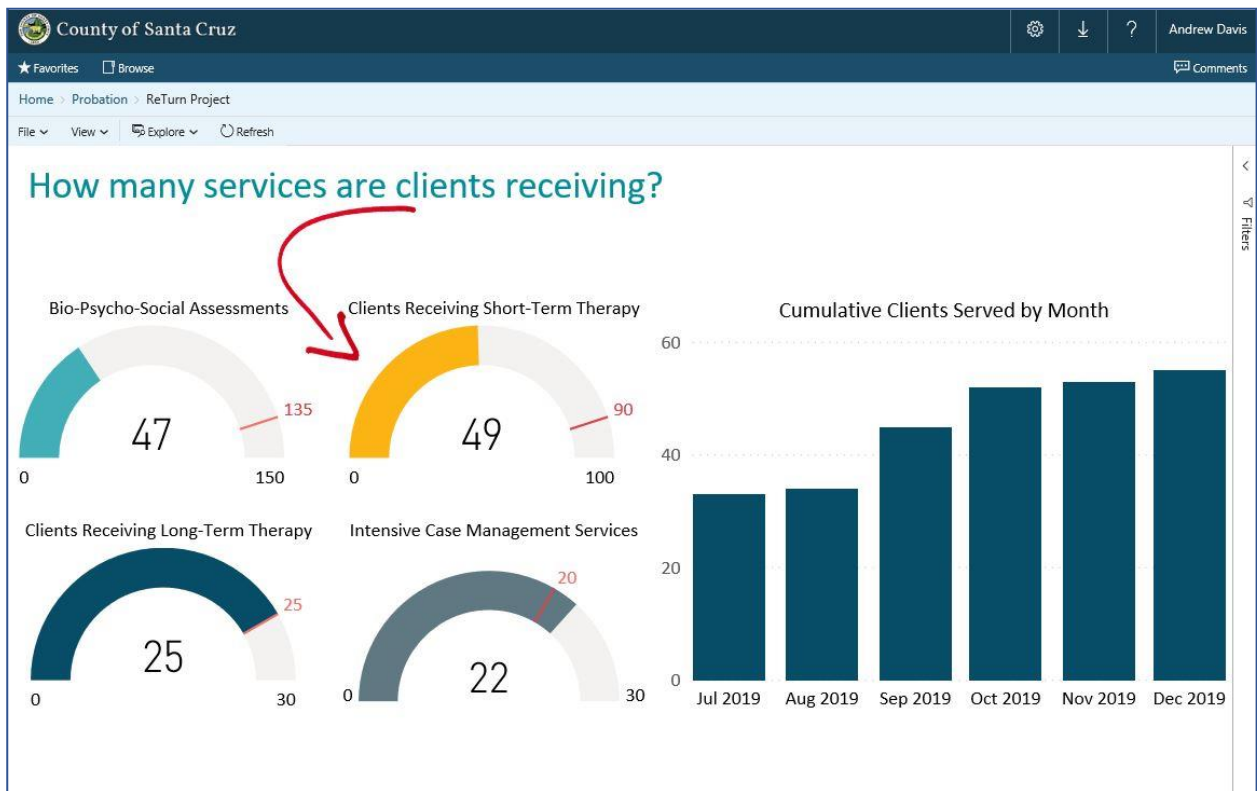 County of Santa Cruz
? Andrew Davis
Favorites Browse Comments
Home > Probation > ReTurn Project
File View Explore Refresh
Filters
How many services are clients receiving?
Bio-Psycho-Social Assessments
47
135
0
150
Clients Receiving Short-Term Therapy
49
90
0
100
Clients Receiving Long-Term Therapy
25
25
0
30
Intensive Case Management Services
20
22
0
30
Cumulative Clients Served by Month
60
40
20
0
Jul 2019 Aug 2019 Sep 2019 Oct 2019 Nov 2019 Dec 2019